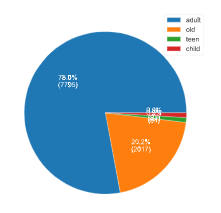 adult
old
teen
child
78.0%
(7795)
20.2%
(2017)